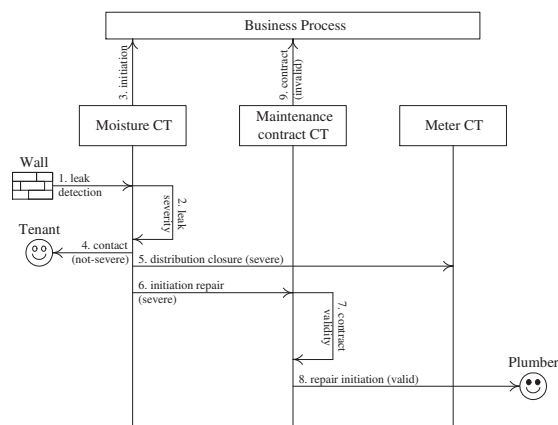 Business Process
3. initiation
9. contract
(invalid)
Moisture CT
Maintenance
contract CT
Meter CT
Wall
1. leak
detection
2. leak
severity
Tenant
4. contact
(not-severe)
5. distribution closure (severe)
6. initiation repair
(severe)
7. contract
validity
Plumber
8. repair initiation (valid)